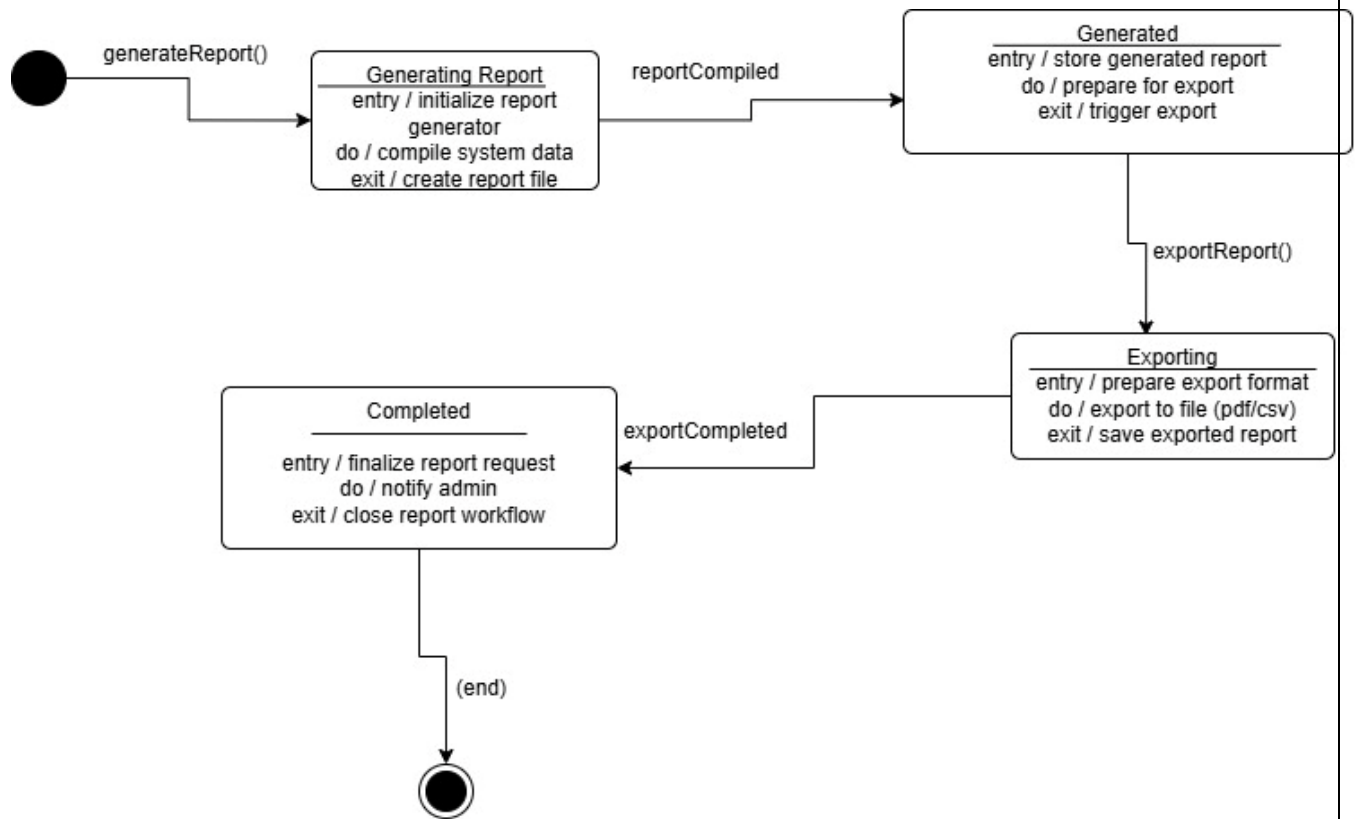 generateReport()
Generating Report
entry / initialize report
generator
do / compile system data
exit / create report file
reportCompiled
Generated
entry / store generated report
do / prepare for export
exit / trigger export
exportReport()
Exporting
entry / prepare export format
do / export to file (pdf/csv)
exit / save exported report
exportCompleted
Completed
entry / finalize report request
do / notify admin
exit / close report workflow
(end)